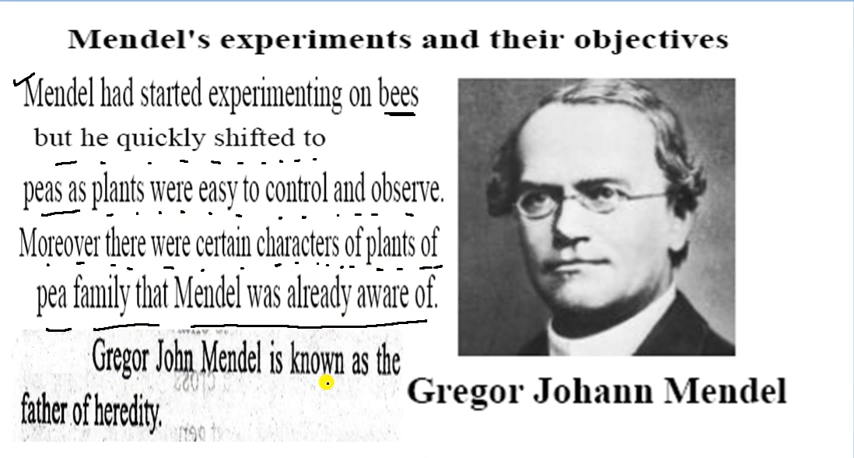 Mendel's experiments and their objectives
Mendel had started experimenting on bees
but he quickly shifted to
peas as plants were easy to control and observe.
Moreover there were certain characters of plants of
pea family that Mendel was already aware of.
Gregor John Mendel is known as the
father of heredity.
Gregor Johann Mendel